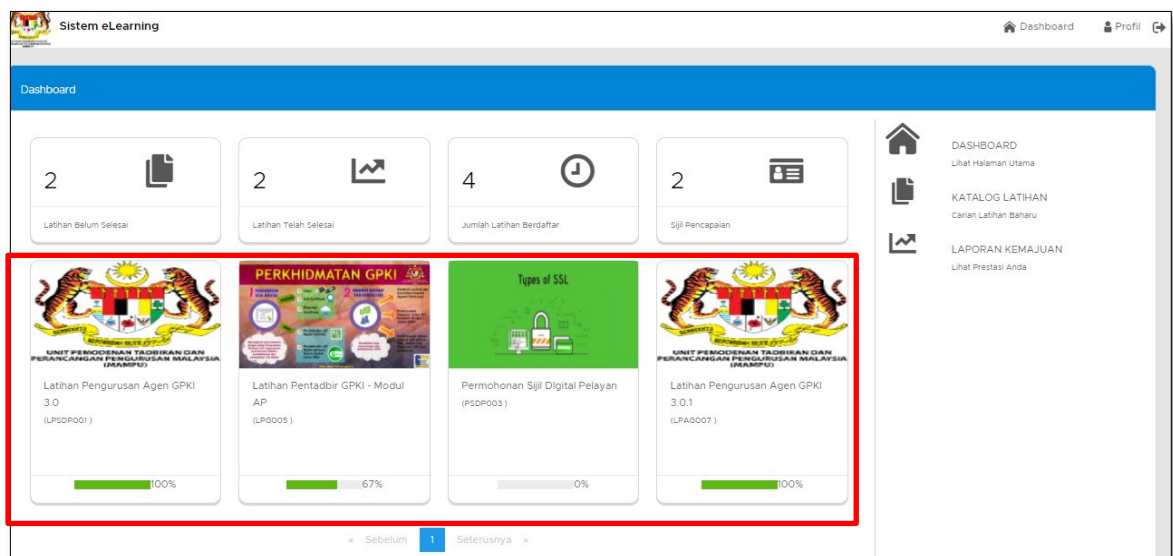 Sistem eLearning
Dashboard
Profil
Dashboard
2
Latihan Belum Selesai
2
Latihan Telah Selesai
4
Jumlah Latihan Berdaftar
2
Sijil Pencapaian
DASHBOARD
Lihat Halaman Utama
KATALOG LATIHAN
Carian Latihan Baharu
LAPORAN KEMAJUAN
Lihat Prestasi Anda
UNIT PEMODENAN TADBIRAN DAN
PERANCANGAN PENGURUSAN MALAYSIA
(MAMPU)
Latihan Pengurusan Agen GPKI
3.0
(LPSDP001 )
100%
PERKHIDMATAN GPKI
1
2
Latihan Pentadbir GPKI - Modul
AP
(LPG005 )
67%
Types of SSL
Permohonan Sijil DIgital Pelayan
(PSDP003 )
0%
UNIT PEMODENAN TADBIRAN DAN
PERANCANGAN PENGURUSAN MALAYSIA
(MAMPU)
Latihan Pengurusan Agen GPKI
3.0.1
(LPAG007 )
100%
« Sebelum 1 Seterusnya »